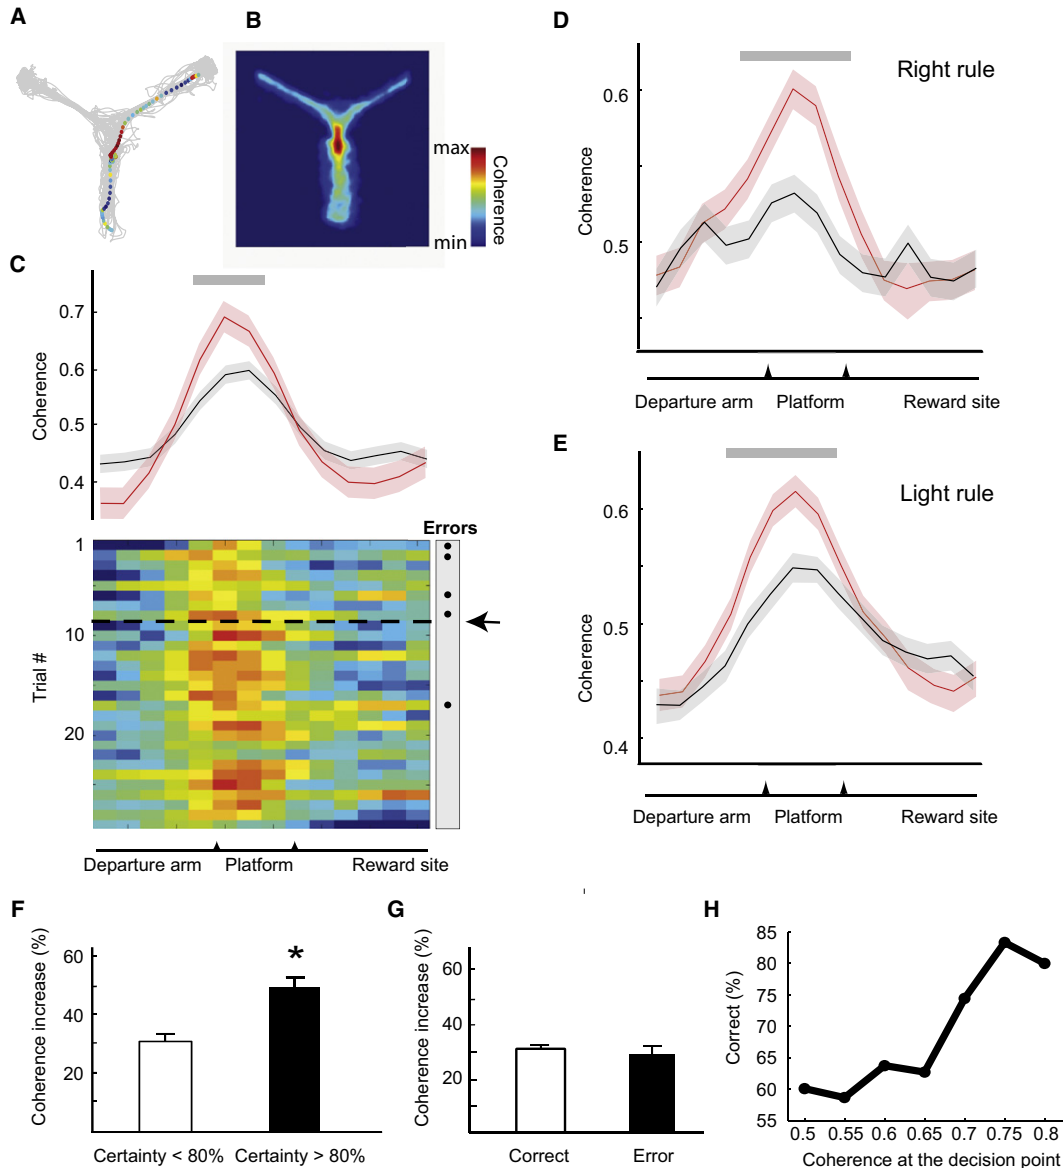 A
B
max
min
Coherence
C
0.7
0.6
0.5
0.4
Coherence
Errors
1
10
20
Trial #
Departure arm Platform Reward site
D
Right rule
0.6
0.5
Coherence
Departure arm Platform Reward site
E
Light rule
0.6
0.5
0.4
Coherence
Departure arm Platform Reward site
F
60
40
20
Coherence increase (%)
*
Certainty < 80% Certainty > 80%
G
60
40
20
Coherence increase (%)
Correct Error
H
85
80
75
70
65
60
55
Correct (%)
0.5 0.55 0.6 0.65 0.7 0.75 0.8
Coherence at the decision point